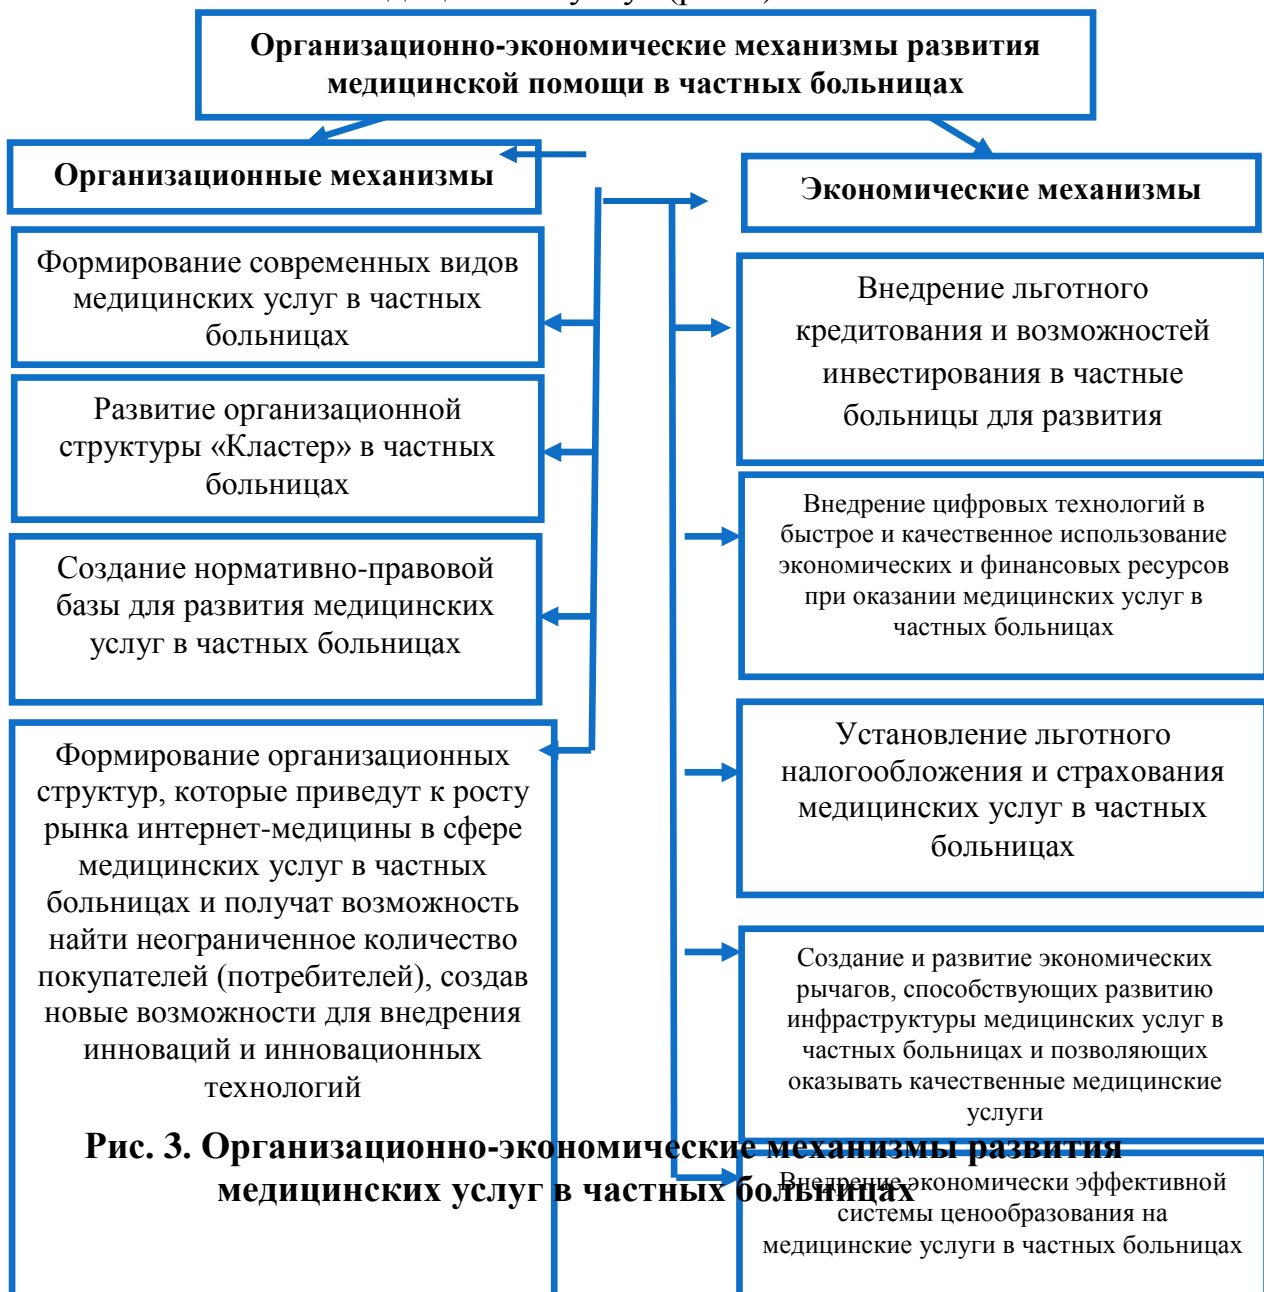 Организационно-экономические механизмы развития
медицинской помощи в частных больницах
Организационные механизмы
Формирование современных видов
медицинских услуг в частных
больницах
Развитие организационной
структуры «Кластер» в частных
больницах
Создание нормативно-правовой
базы для развития медицинских
услуг в частных больницах
Формирование организационных
структур, которые приведут к росту
рынка интернет-медицины в сфере
медицинских услуг в частных
больницах и получат возможность
найти неограниченное количество
покупателей (потребителей), создав
новые возможности для внедрения
инноваций и инновационных
технологий
Экономические механизмы
Внедрение льготного
кредитования и возможностей
инвестирования в частные
больницы для развития
Внедрение цифровых технологий в
быстрое и качественное использование
экономических и финансовых ресурсов
при оказании медицинских услуг в
частных больницах
Установление льготного
налогообложения и страхования
медицинских услуг в частных
больницах
Создание и развитие экономических
рычагов, способствующих развитию
инфраструктуры медицинских услуг в
частных больницах и позволяющих
оказывать качественные медицинские
услуги
Внедрение экономически эффективной
системы ценообразования на
медицинские услуги в частных больницах
Рис. 3. Организационно-экономические механизмы развития
медицинских услуг в частных больницах